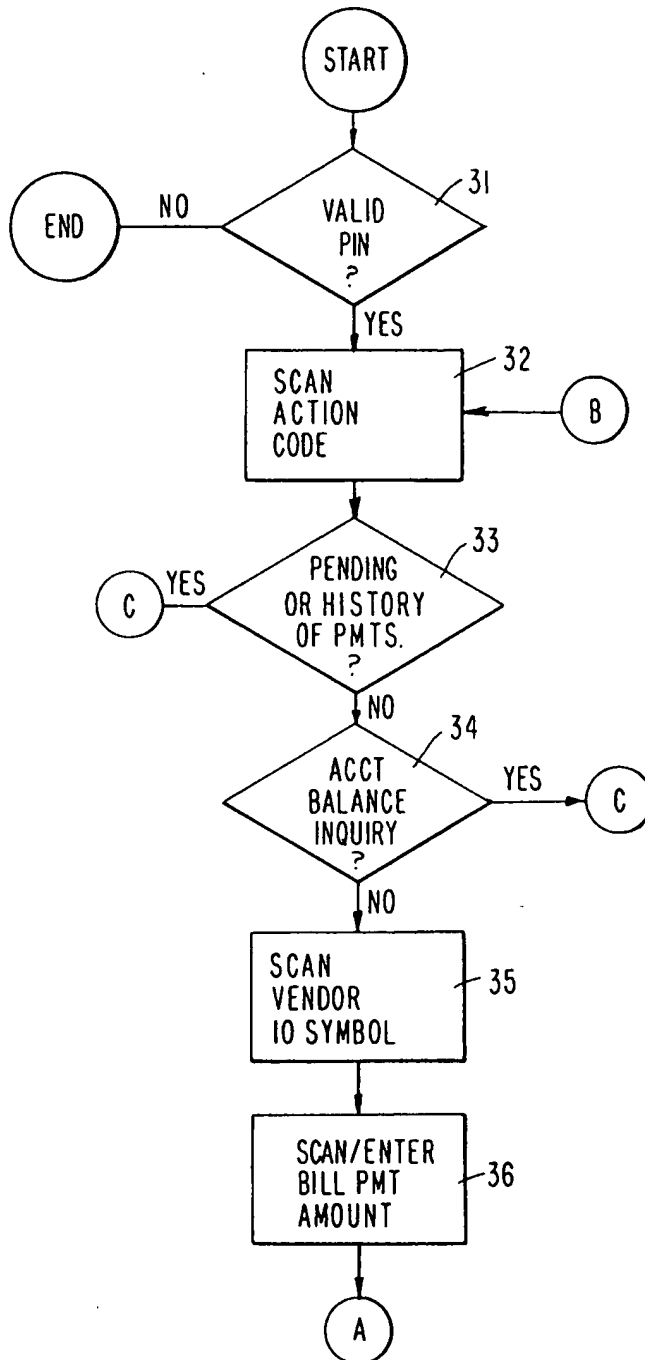 START
31
VALID
PIN
?
NO
END
YES
32
SCAN
ACTION
CODE
B
33
PENDING
OR HISTORY
OF PMTS.
?
YES
C
NO
34
ACCT
BALANCE
INQUIRY
?
YES
C
NO
SCAN
VENDOR
IO SYMBOL
35
SCAN/ENTER
BILL PMT
AMOUNT
36
A